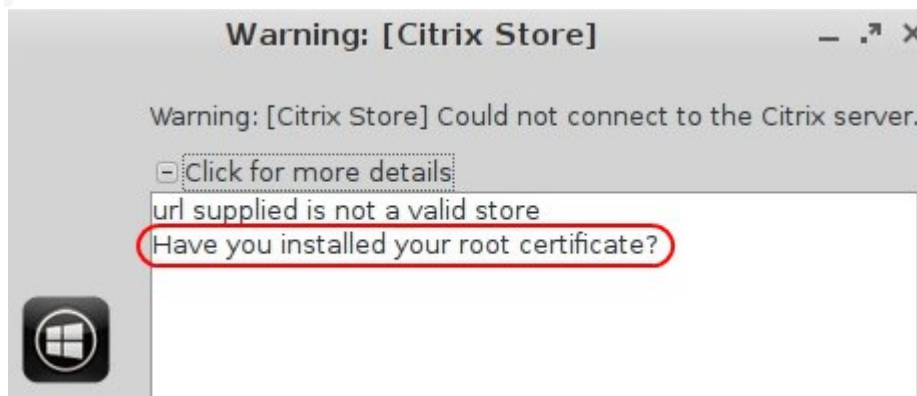 Warning: [Citrix Store]
Warning: [Citrix Store] Could not connect to the Citrix server.
Click for more details
url supplied is not a valid store
Have you installed your root certificate?